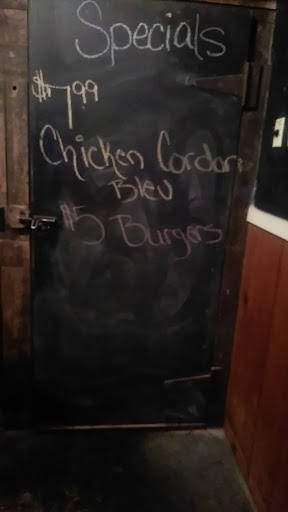 Specials
$7.99
Chicken Cordon
Bleu
$5 Burgers